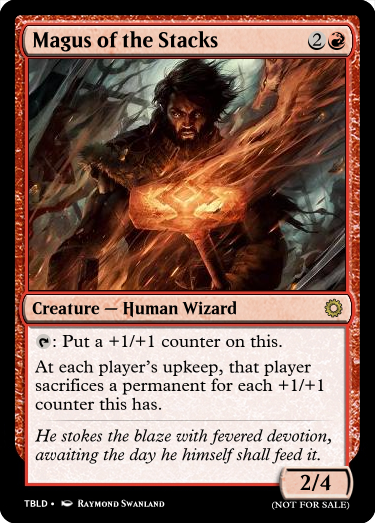 Magus of the Stacks 2
Creature — Human Wizard
: Put a +1/+1 counter on this.
At each player's upkeep, that player
sacrifices a permanent for each +1/+1
counter this has.
He stokes the blaze with fevered devotion,
awaiting the day he himself shall feed it.
2/4
TBLD • Raymond Swanland
(NOT FOR SALE)